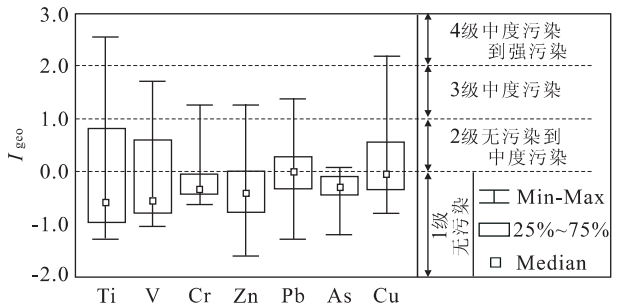 3.0
2.0
1.0
0.0
-1.0
-2.0
I geo
Ti V Cr Zn Pb As Cu
4级中度污染
到强污染
3级中度污染
2级无污染到
中度污染
1级
无污染
Min-Max
25%~75%
Median